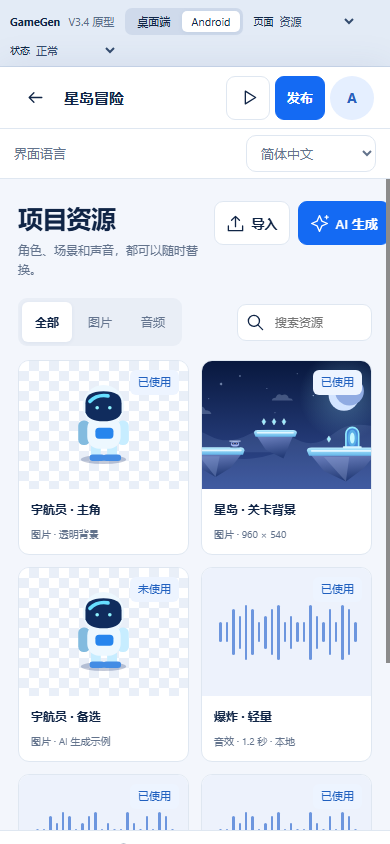 GameGen V3.4 原型 桌面端 Android 页面 资源
状态 正常
星岛冒险 发布 A
界面语言 简体中文
项目资源 导入 AI 生成
角色、场景和声音，都可以随时替
换。
全部 图片 音频 搜索资源
已使用 已使用
宇航员 · 主角 星岛 · 关卡背景
图片 · 透明背景 图片 · 960 × 540
未使用 已使用
宇航员 · 备选 爆炸 · 轻量
图片 · AI 生成示例 音效 · 1.2 秒 · 本地
已使用 已使用